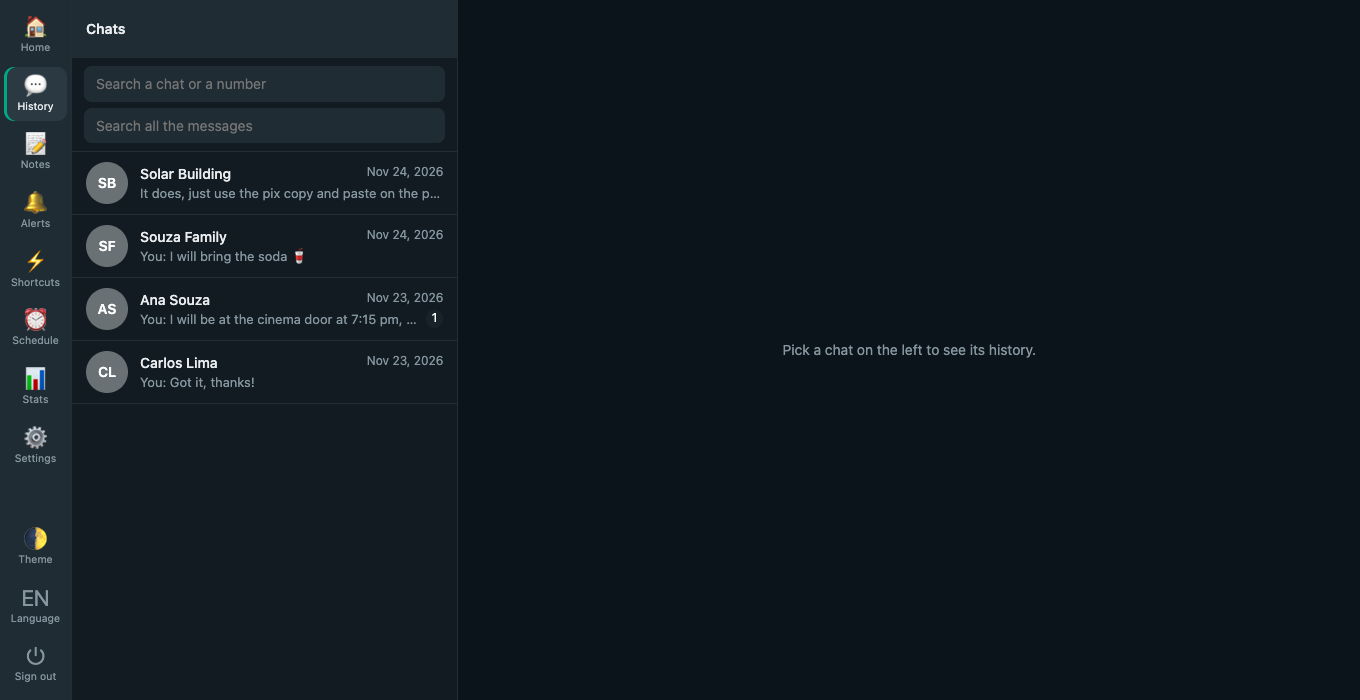 Home
History
Notes
Alerts
Shortcuts
Schedule
Stats
Settings
Theme
EN
Language
Sign out
Chats
Search a chat or a number
Search all the messages
SB
Solar Building
Nov 24, 2026
It does, just use the pix copy and paste on the p...
SF
Souza Family
Nov 24, 2026
You: I will bring the soda 🥤
AS
Ana Souza
Nov 23, 2026
You: I will be at the cinema door at 7:15 pm, ...
1
CL
Carlos Lima
Nov 23, 2026
You: Got it, thanks!
Pick a chat on the left to see its history.